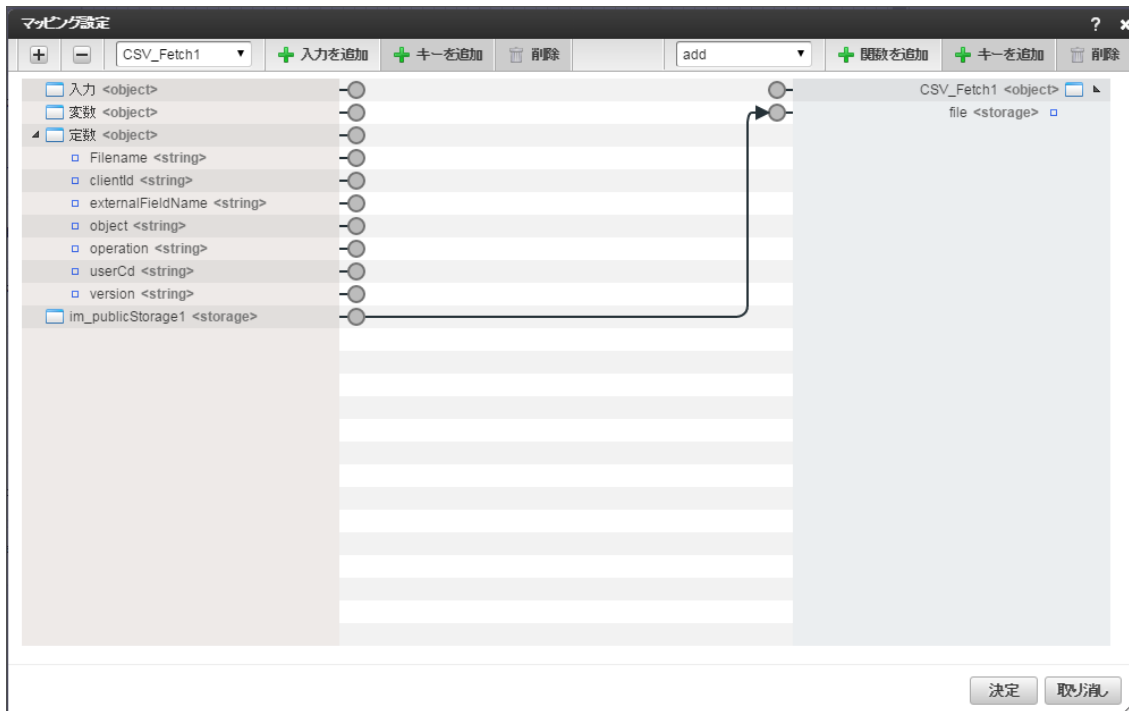 マッピング設定 ?
CSV_Fetch1 入力を追加 キーを追加 削除 add 関数を追加 キーを追加 削除
入力 <object> CSV_Fetch1 <object>
変数 <object> file <storage>
定数 <object>
Filename <string>
clientId <string>
externalFieldName <string>
object <string>
operation <string>
userCd <string>
version <string>
im_publicStorage1 <storage>
決定 取り消し